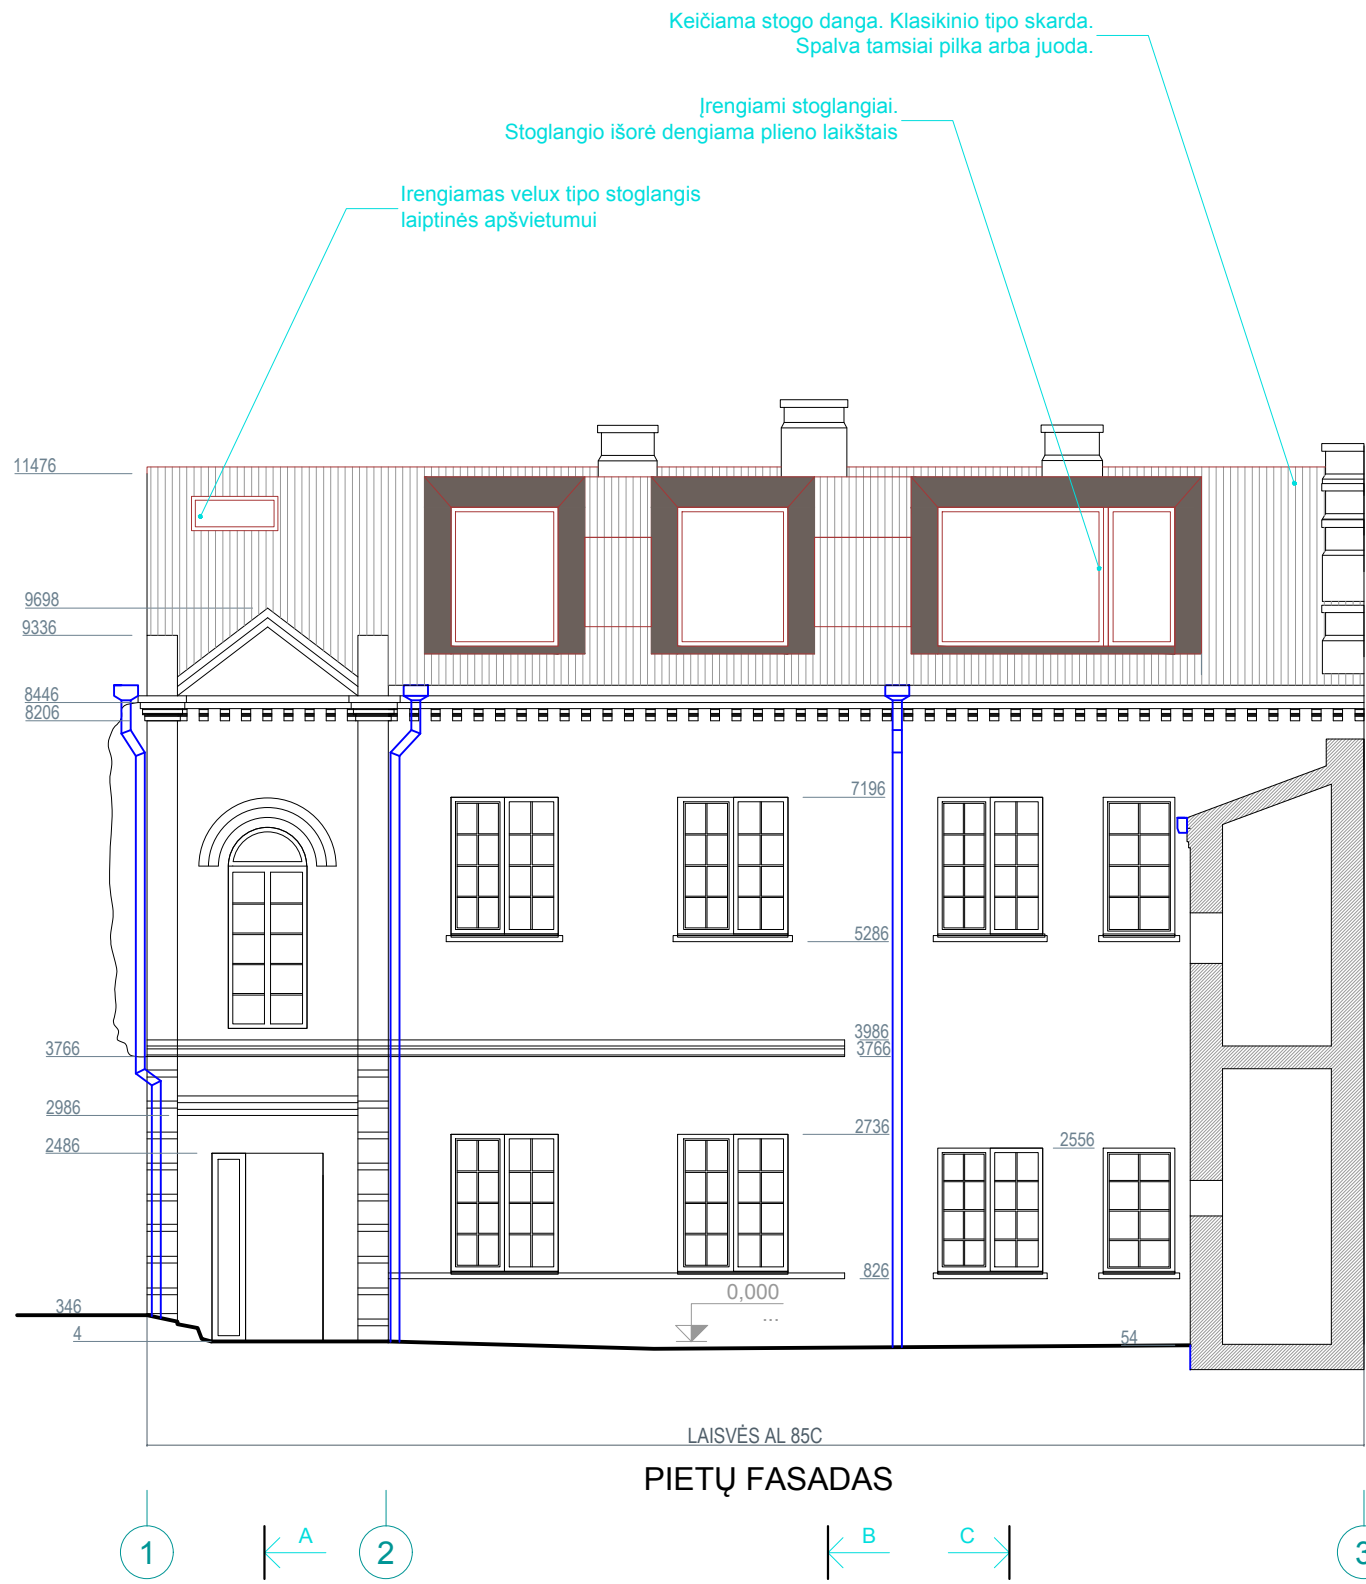 Keičiama stogo danga. Klasikinio tipo skarda.
Spalva tamsiai pilka arba juoda.
Įrengiami stoglangiai.
Stoglangio išorė dengiama plieno laikštais
Irengiamas velux tipo stoglangis
laiptinės apšvietumui
11476
9698
9336
8446
8206
7196
5286
3986
3766
3766
2986
2486
2736
2556
826
0,000
...
346
4
54
LAISVĖS AL 85C
PIETŲ FASADAS
A
B
C
1
2
3